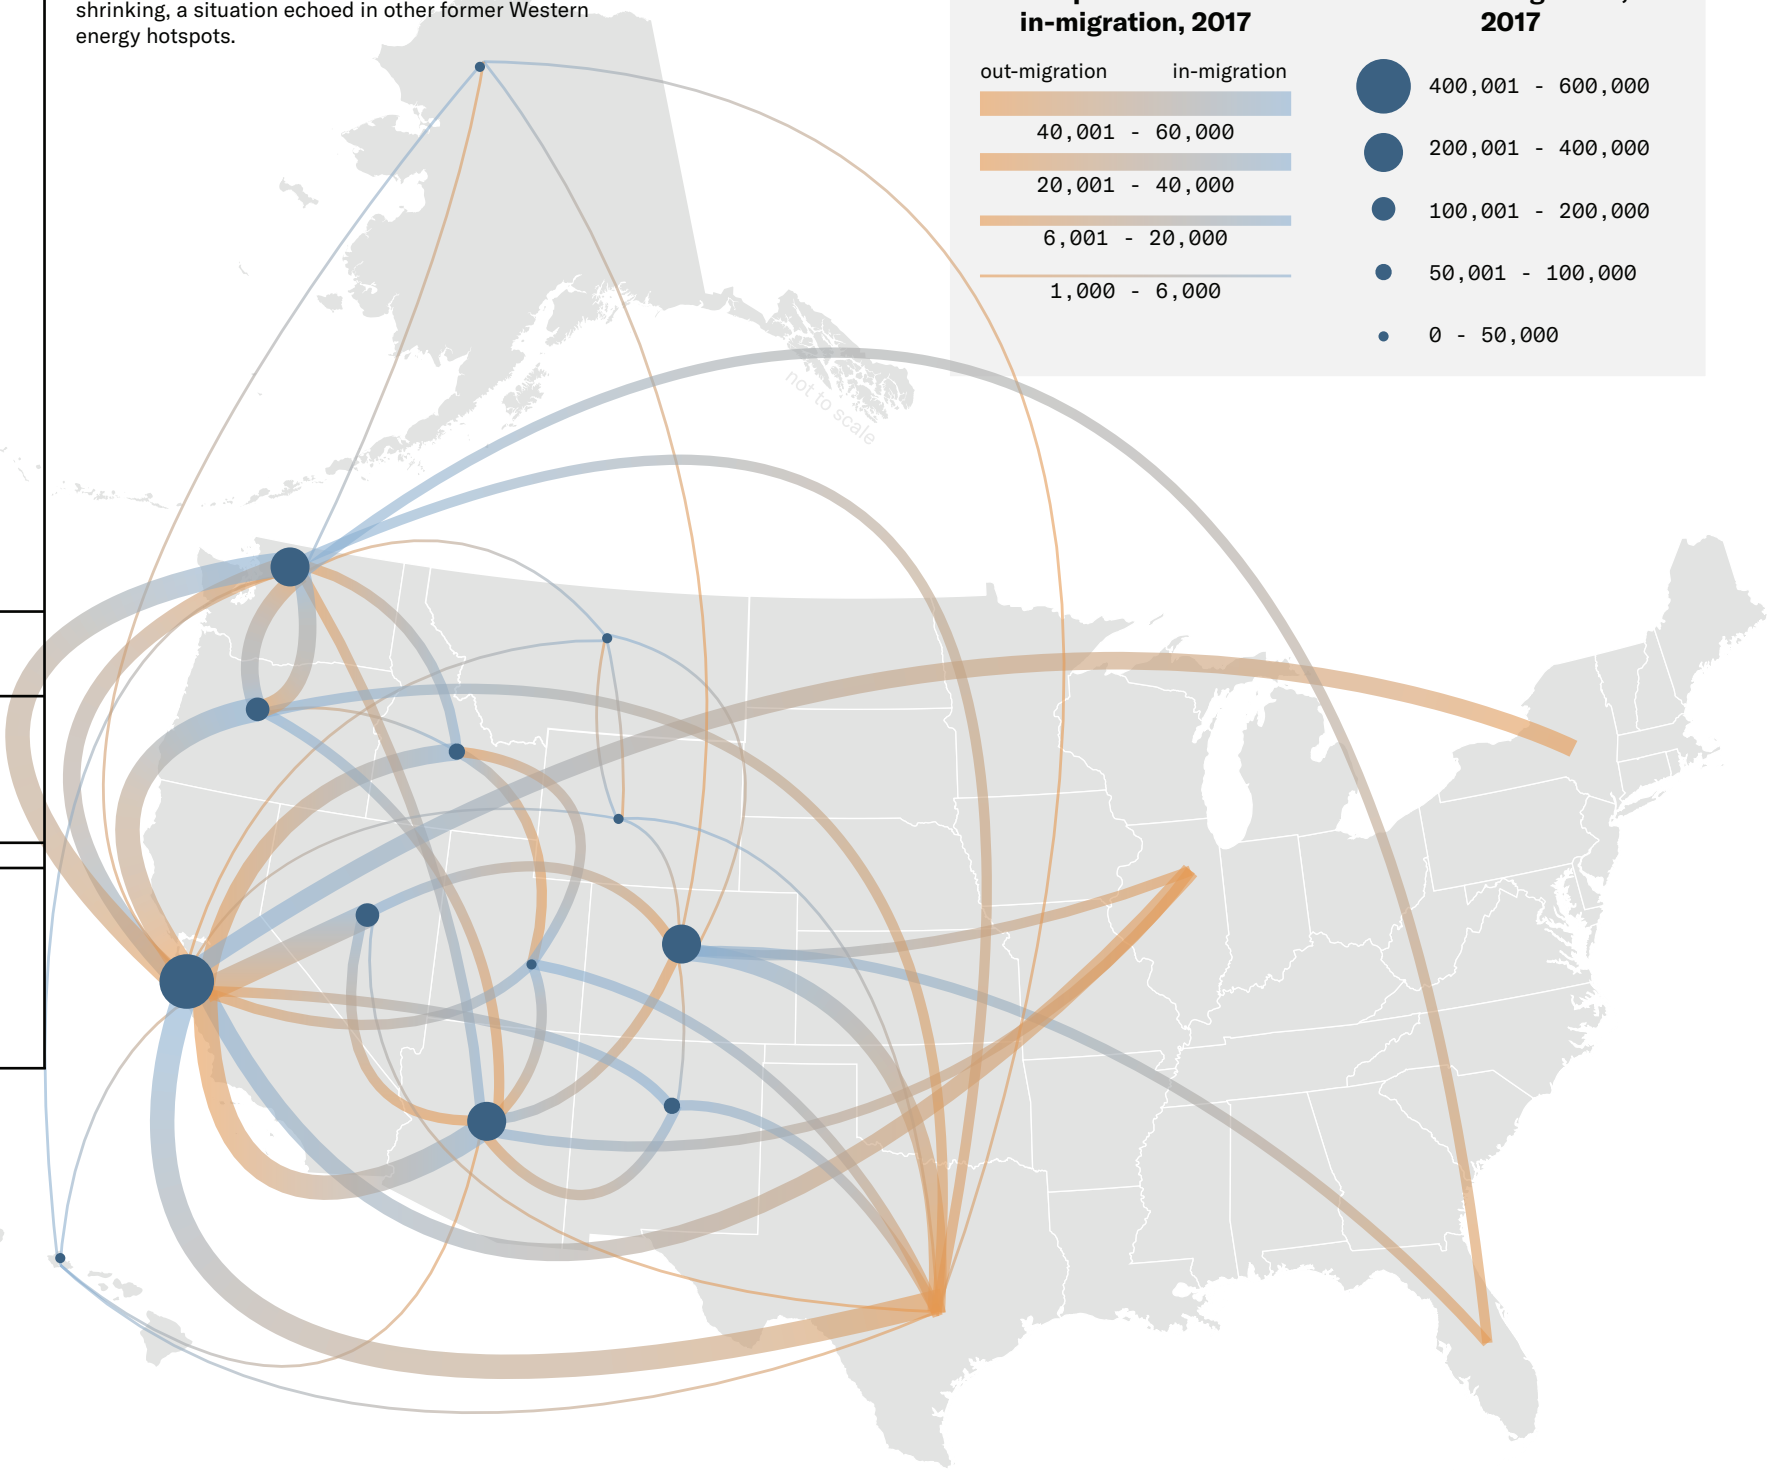 shrinking, a situation echoed in other former Western
energy hotspots.
in-migration, 2017
out-migration in-migration
40,001 - 60,000
20,001 - 40,000
6,001 - 20,000
1,000 - 6,000
2017
400,001 - 600,000
200,001 - 400,000
100,001 - 200,000
50,001 - 100,000
0 - 50,000
not to scale